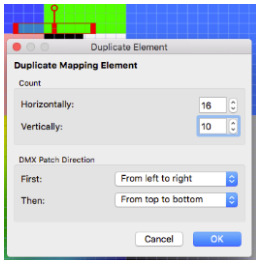 Duplicate Element
Duplicate Mapping Element
Count
Horizontally: 16
Vertically: 10
DMX Patch Direction
First: From left to right
Then: From top to bottom
Cancel OK